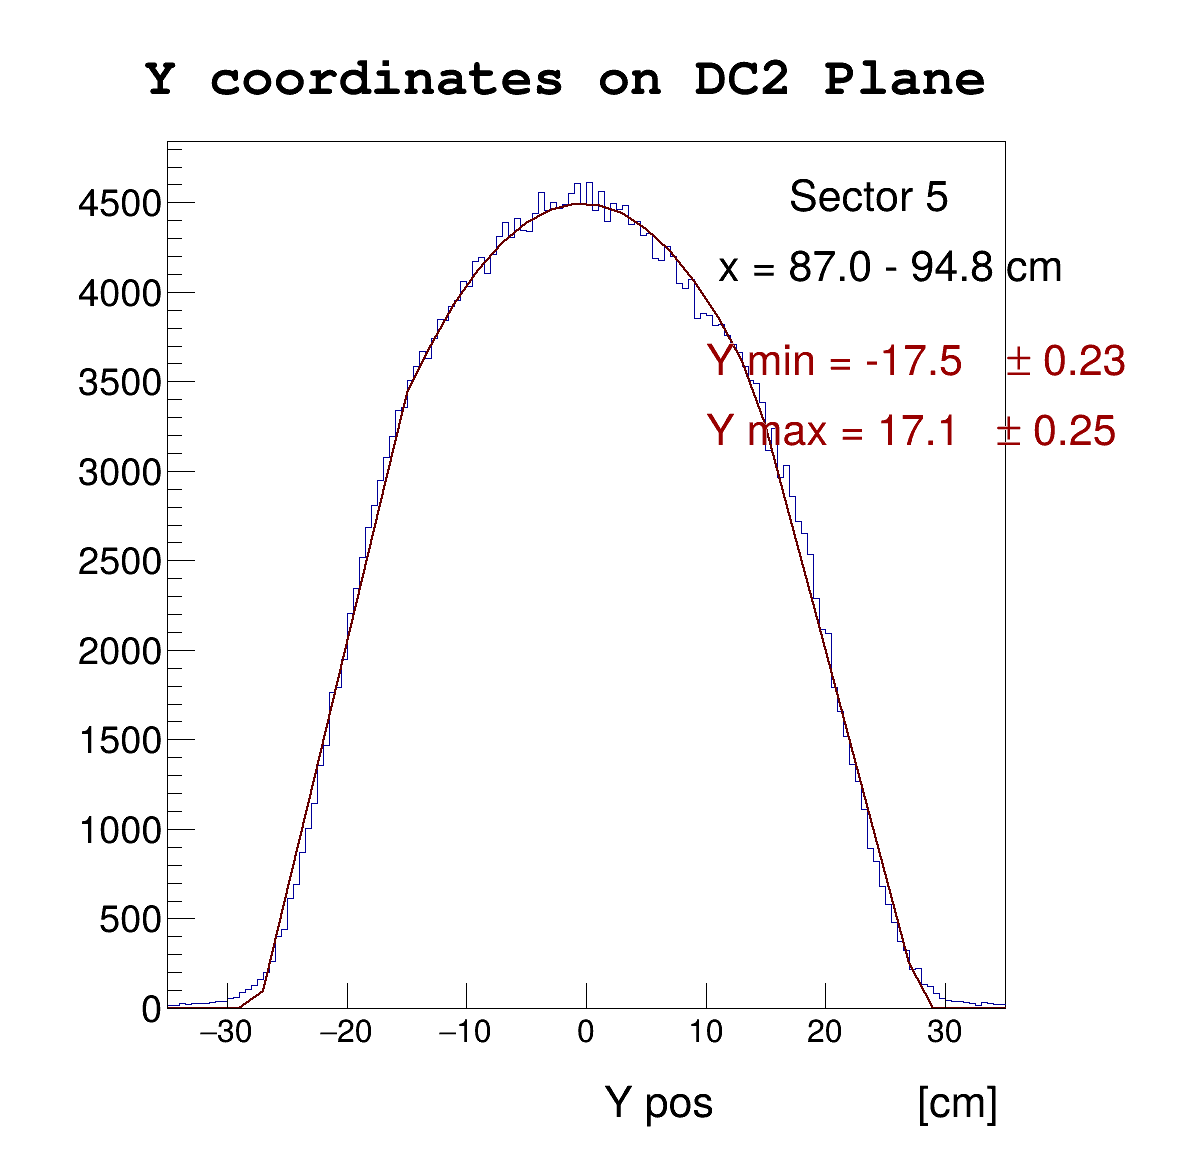 Y coordinates on DC2 Plane
Sector 5
x = 87.0 - 94.8 cm
Y min = -17.5 ± 0.23
Y max = 17.1 ± 0.25
4500
4000
3500
3000
2500
2000
1500
1000
500
0
−30 −20 −10 0 10 20 30
Y pos [cm]